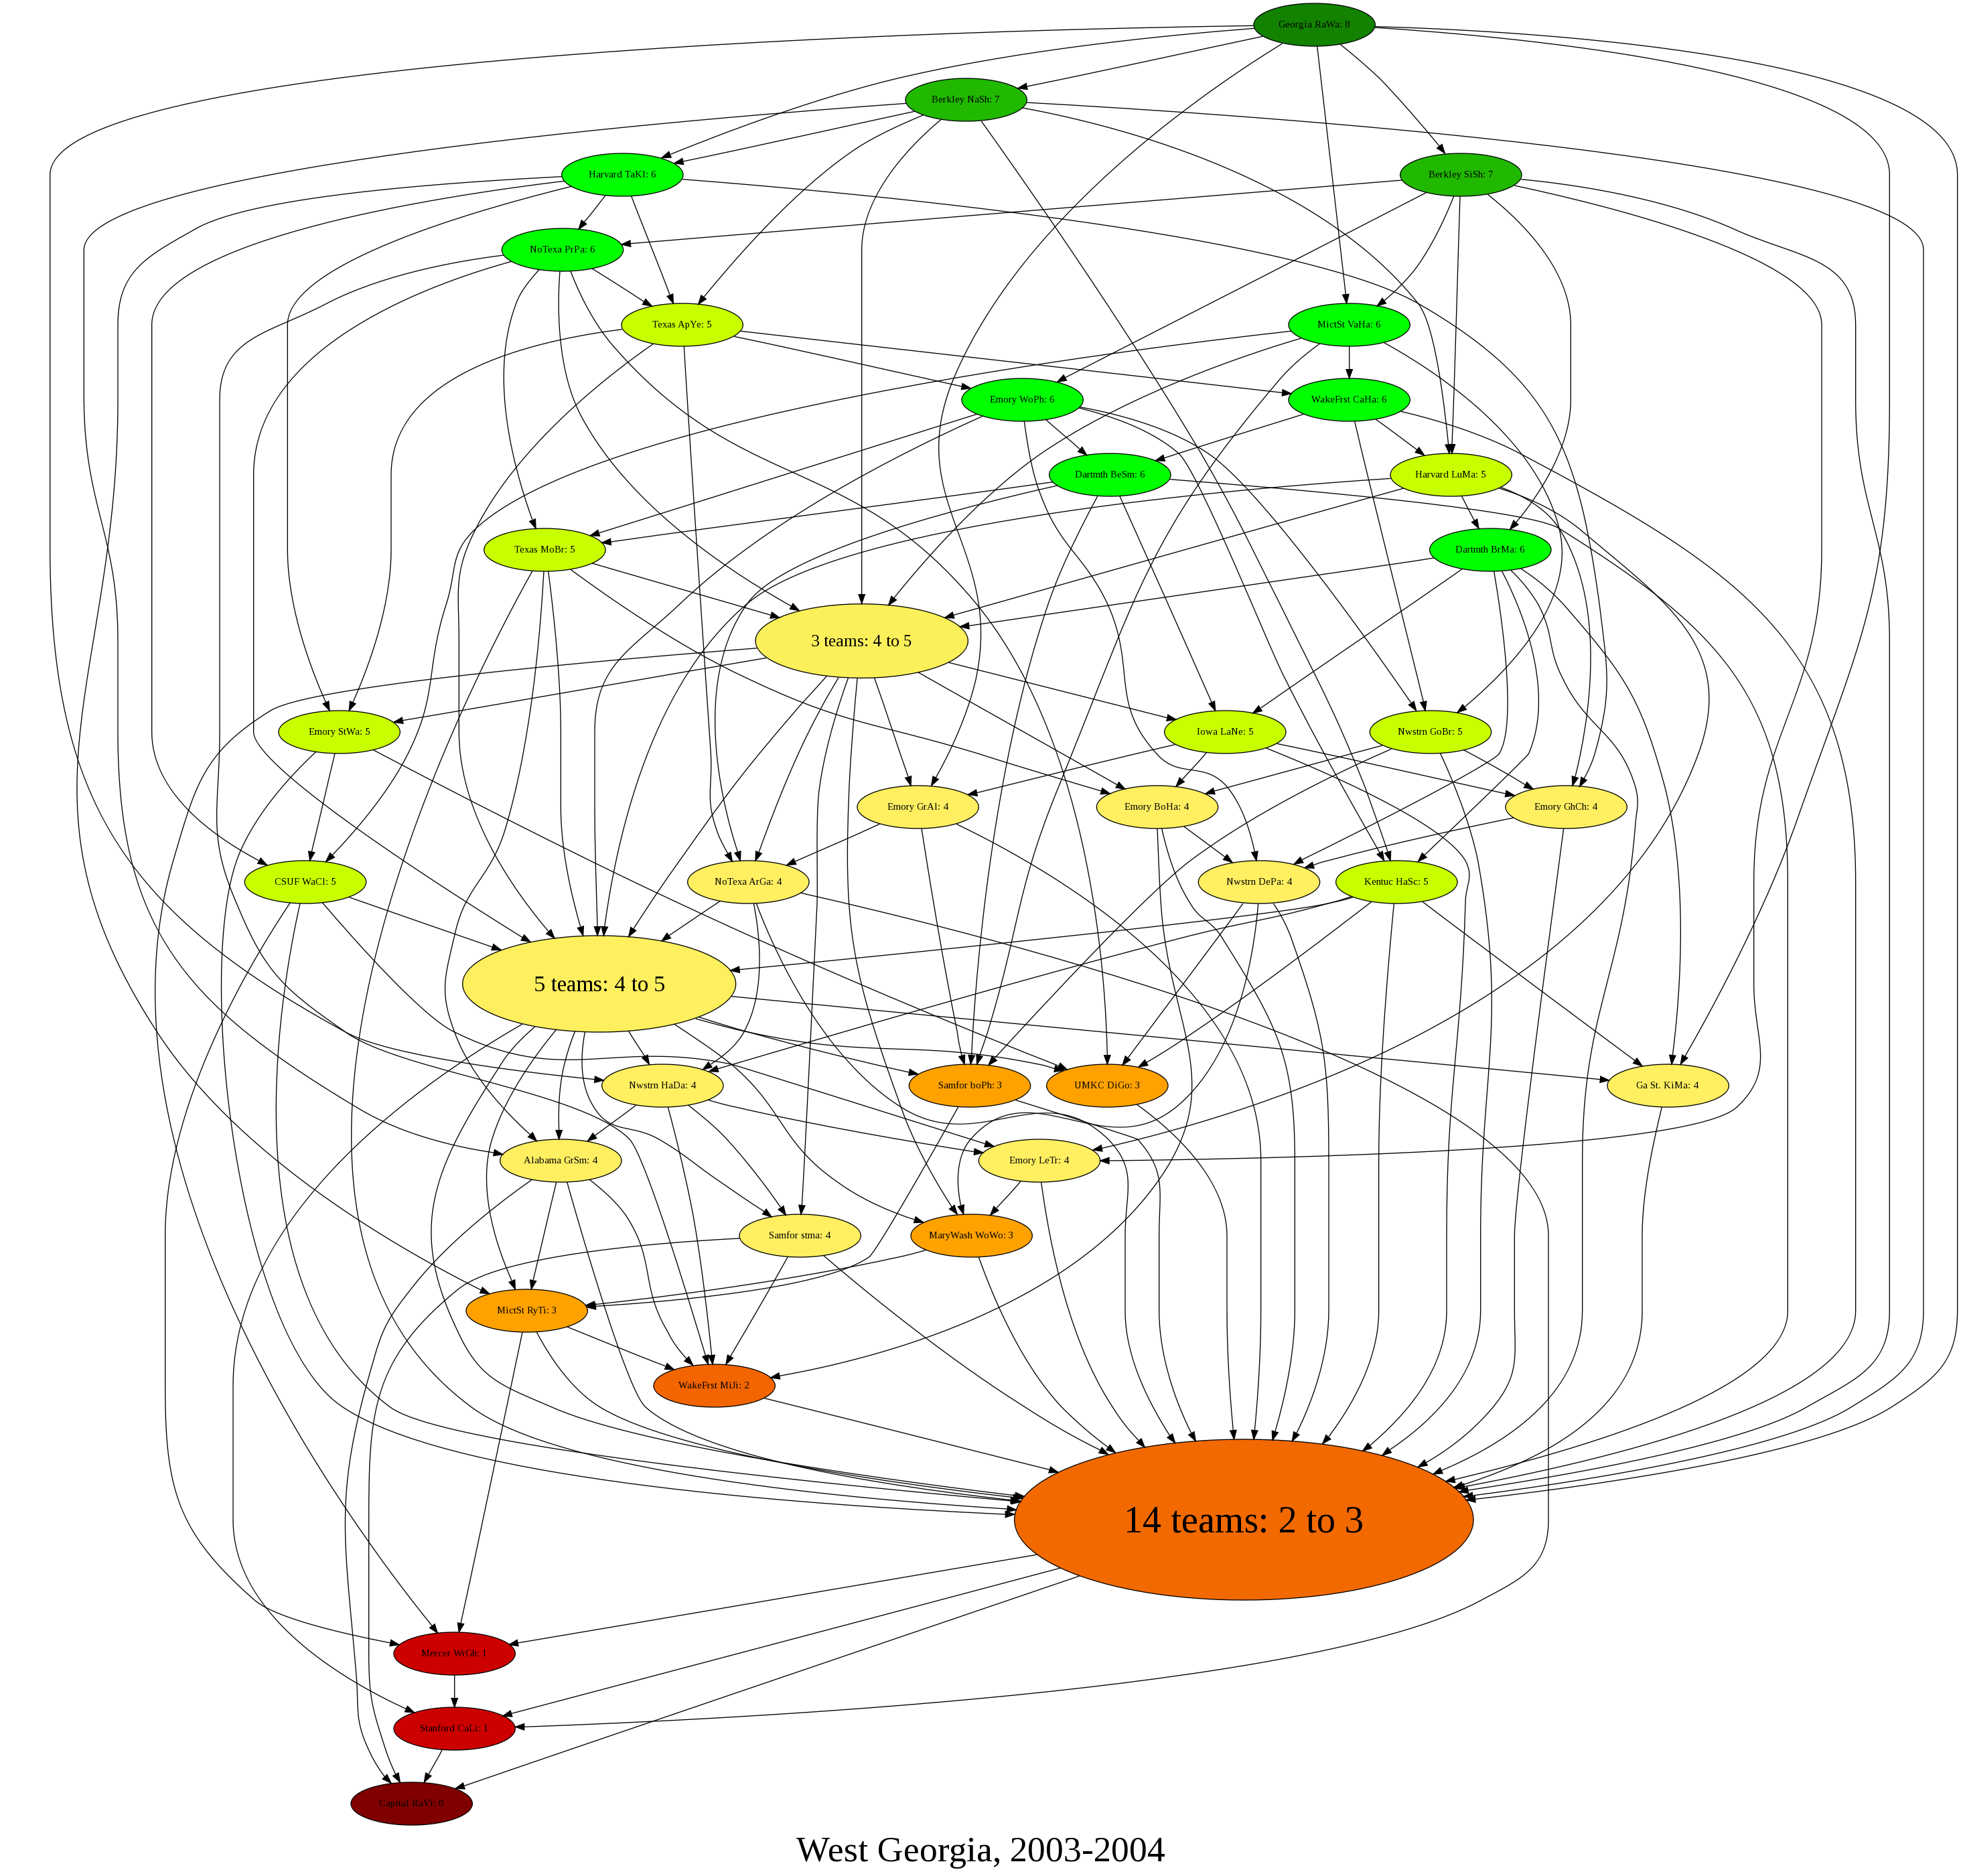 Georgia RaWa: 8
Berkley NaSh: 7
Harvard TaKl: 6
Berkley SiSh: 7
NoTexa PrPa: 6
Texas ApYe: 5
MictSt VaHa: 6
Emory WoPh: 6
WakeFrst CaHa: 6
Dartmth BeSm: 6
Harvard LuMa: 5
Texas MoBr: 5
Dartmth BrMa: 6
3 teams: 4 to 5
Emory StWa: 5
Iowa LaNe: 5
Nwstrn GoBr: 5
Emory GrAl: 4
Emory BoHa: 4
Emory GhCh: 4
CSUF WaCl: 5
NoTexa ArGa: 4
Nwstrn DePa: 4
Kentuc HaSc: 5
5 teams: 4 to 5
Nwstrn HaDa: 4
Samfor boPh: 3
UMKC DiGo: 3
Ga St. KiMa: 4
Alabama GrSm: 4
Emory LeTr: 4
Samfor stma: 4
MaryWash WoWo: 3
MictSt RyTi: 3
WakeFrst MiJi: 2
14 teams: 2 to 3
Mercer WrGl: 1
Stanford CaLi: 1
Capital RaVi: 0
West Georgia, 2003-2004